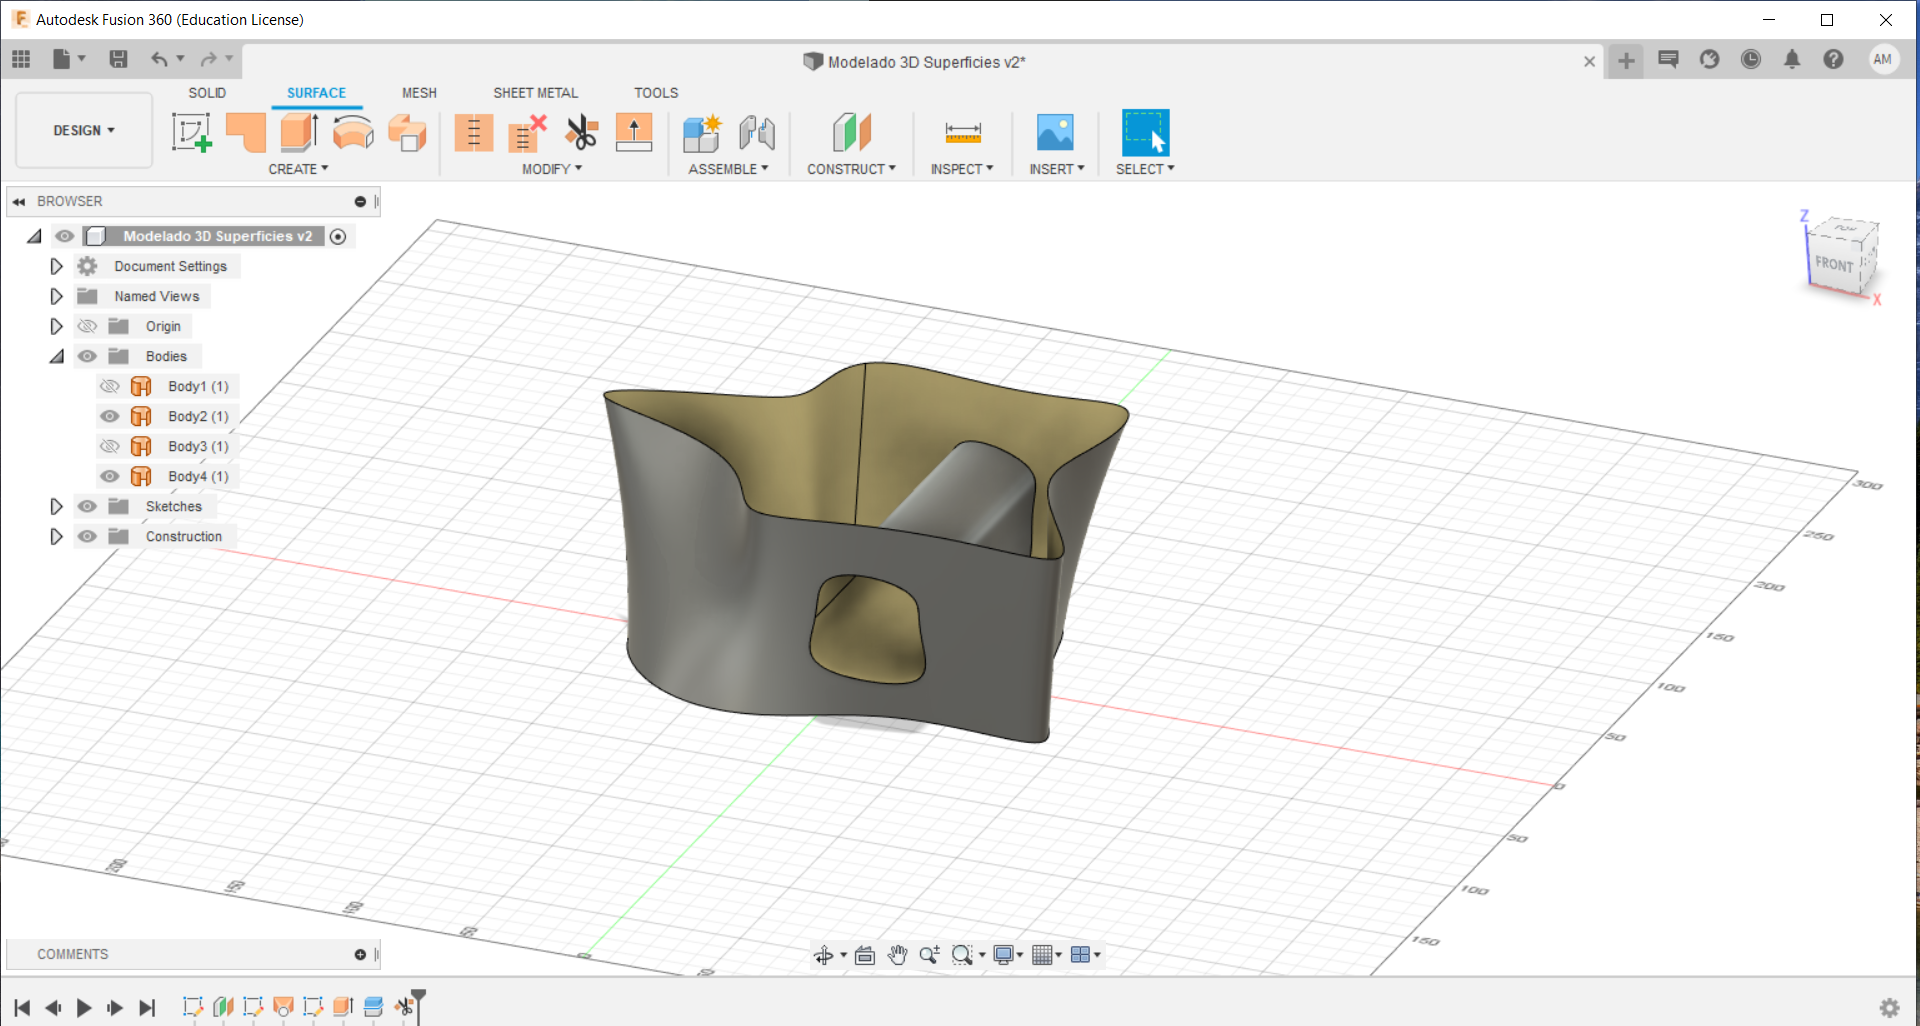 Autodesk Fusion 360 (Education License)
Modelado 3D Superficies v2*
AM
SOLID SURFACE MESH SHEET METAL TOOLS
DESIGN
CREATE MODIFY ASSEMBLE CONSTRUCT INSPECT INSERT SELECT
BROWSER
Modelado 3D Superficies v2
Document Settings
Named Views
Origin
Bodies
Body1 (1)
Body2 (1)
Body3 (1)
Body4 (1)
Sketches
Construction
Z
TOP
FRONT
X
300
250
200
150
100
50
0
50
100
150
200
150
100
50
0
50
COMMENTS